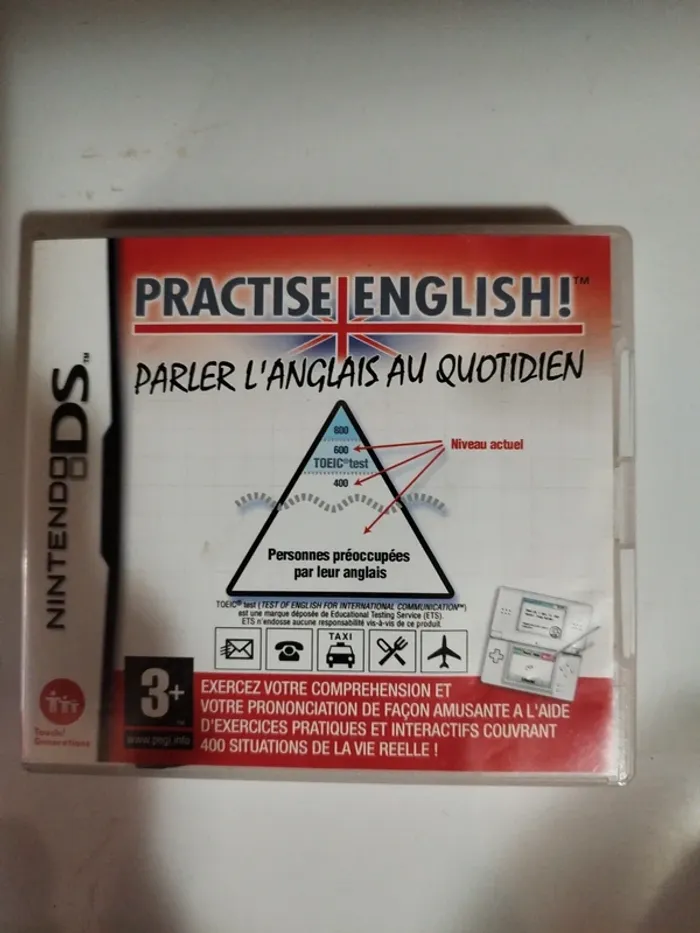 NINTENDO DS™
PRACTISE ENGLISH!™
PARLER L'ANGLAIS AU QUOTIDIEN
800
600
TOEIC® test
400
Niveau actuel
Personnes préoccupées
par leur anglais
TOEIC® test (TEST OF ENGLISH FOR INTERNATIONAL COMMUNICATION™)
est une marque déposée de Educational Testing Service (ETS).
ETS n'endosse aucune responsabilité vis-à-vis de ce produit.
TAXI
3+
www.pegi.info
Touch!
Generations
EXERCEZ VOTRE COMPREHENSION ET
VOTRE PRONONCIATION DE FAÇON AMUSANTE A L'AIDE
D'EXERCICES PRATIQUES ET INTERACTIFS COUVRANT
400 SITUATIONS DE LA VIE REELLE !